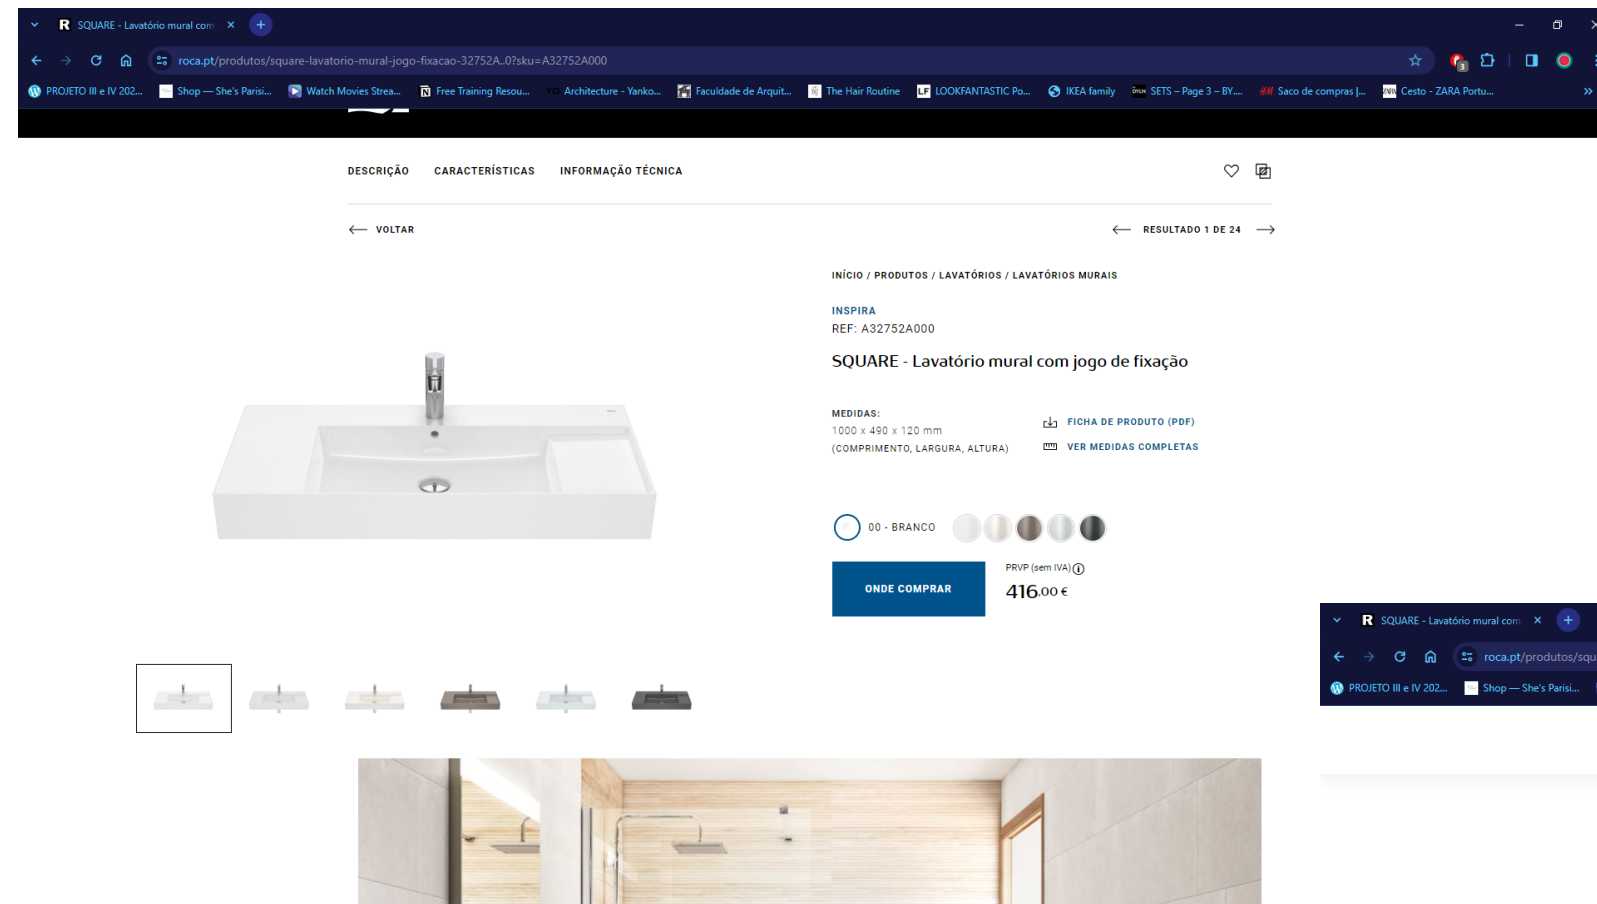 SQUARE - Lavatório mural com
roca.pt/produtos/square-lavatorio-mural-jogo-fixacao-32752A..0?sku=A32752A000
3
PROJETO III e IV 202... Shop — She's Parisi... Watch Movies Strea... Free Training Resou... YD Architecture - Yanko... Faculdade de Arquit... The Hair Routine LF LOOKFANTASTIC Po... IKEA family SETS – Page 3 – BY.... H&M Saco de compras |... ZARA Cesto - ZARA Portu...
DESCRIÇÃO CARACTERÍSTICAS INFORMAÇÃO TÉCNICA
VOLTAR
RESULTADO 1 DE 24
INÍCIO / PRODUTOS / LAVATÓRIOS / LAVATÓRIOS MURAIS
INSPIRA
REF: A32752A000
SQUARE - Lavatório mural com jogo de fixação
MEDIDAS:
1000 x 490 x 120 mm
(COMPRIMENTO, LARGURA, ALTURA)
FICHA DE PRODUTO (PDF)
VER MEDIDAS COMPLETAS
00 - BRANCO
ONDE COMPRAR
PRVP (sem IVA)
416,00 €
SQUARE - Lavatório mural com
roca.pt/produtos/squ
PROJETO III e IV 202... Shop — She's Parisi...